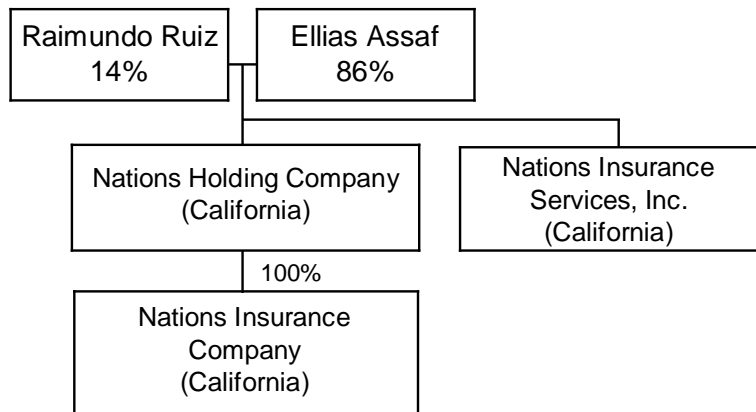 Raimundo Ruiz
14%
Ellias Assaf
86%
Nations Holding Company
(California)
Nations Insurance
Services, Inc.
(California)
100%
Nations Insurance
Company
(California)